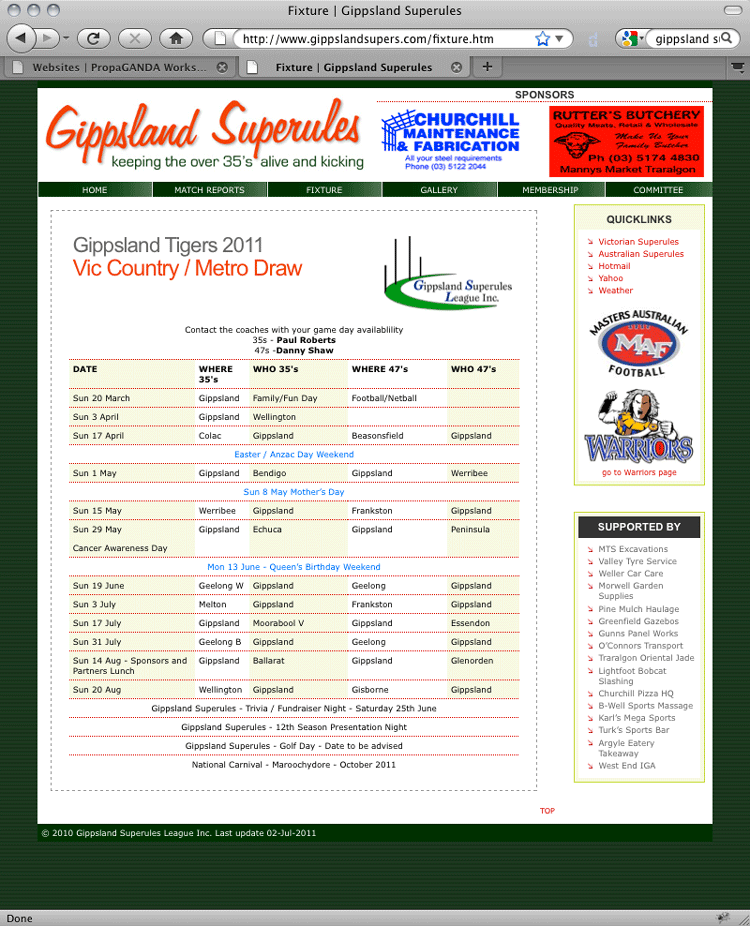 Fixture | Gippsland Superules
http://www.gippslandsupers.com/fixture.htm
gippsland s
Websites | PropaGANDA Works...
Fixture | Gippsland Superules
SPONSORS
Gippsland Superules
keeping the over 35's alive and kicking
CHURCHILL
MAINTENANCE
& FABRICATION
All your steel requirements
Phone (03) 5122 2044
RUTTER'S BUTCHERY
Quality Meats, Retail & Wholesale
Make Us Your
Family Butcher
Ph (03) 5174 4830
Mannys Market Traralgon
HOME MATCH REPORTS FIXTURE GALLERY MEMBERSHIP COMMITTEE
Gippsland Tigers 2011
Vic Country / Metro Draw
Gippsland Superules
League Inc.
Contact the coaches with your game day availablility
35s - Paul Roberts
47s -Danny Shaw
DATE WHERE 35's WHO 35's WHERE 47's WHO 47's
Sun 20 March Gippsland Family/Fun Day Football/Netball
Sun 3 April Gippsland Wellington
Sun 17 April Colac Gippsland Beasonsfield Gippsland
Easter / Anzac Day Weekend
Sun 1 May Gippsland Bendigo Gippsland Werribee
Sun 8 May Mother's Day
Sun 15 May Werribee Gippsland Frankston Gippsland
Sun 29 May Gippsland Echuca Gippsland Peninsula
Cancer Awareness Day
Mon 13 June - Queen's Birthday Weekend
Sun 19 June Geelong W Gippsland Geelong Gippsland
Sun 3 July Melton Gippsland Frankston Gippsland
Sun 17 July Gippsland Moorabool V Gippsland Essendon
Sun 31 July Geelong B Gippsland Geelong Gippsland
Sun 14 Aug - Sponsors and Partners Lunch Gippsland Ballarat Gippsland Glenorden
Sun 20 Aug Wellington Gippsland Gisborne Gippsland
Gippsland Superules - Trivia / Fundraiser Night - Saturday 25th June
Gippsland Superules - 12th Season Presentation Night
Gippsland Superules - Golf Day - Date to be advised
National Carnival - Maroochydore - October 2011
QUICKLINKS
Victorian Superules
Australian Superules
Hotmail
Yahoo
Weather
MASTERS AUSTRALIAN
MAF
FOOTBALL
WARRIORS
go to Warriors page
SUPPORTED BY
MTS Excavations
Valley Tyre Service
Weller Car Care
Morwell Garden
Supplies
Pine Mulch Haulage
Greenfield Gazebos
Gunns Panel Works
O'Connors Transport
Traralgon Oriental Jade
Lightfoot Bobcat
Slashing
Churchill Pizza HQ
B-Well Sports Massage
Karl's Mega Sports
Turk's Sports Bar
Argyle Eatery
Takeaway
West End IGA
TOP
© 2010 Gippsland Superules League Inc. Last update 02-Jul-2011
Done